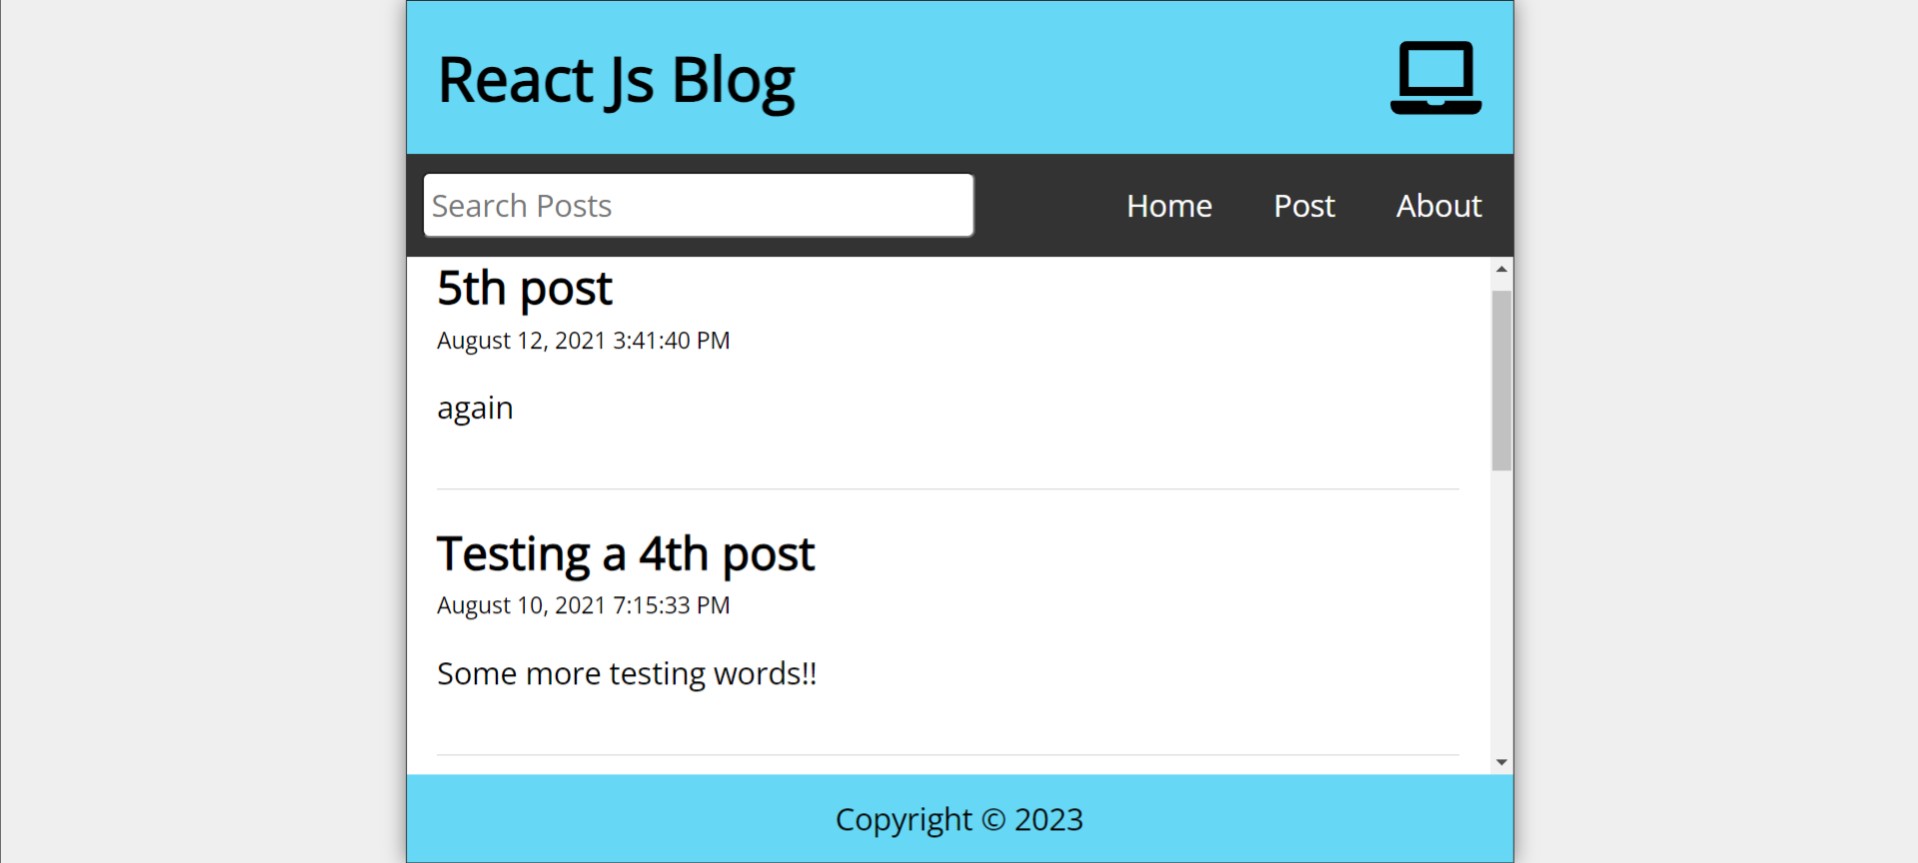 React Js Blog
Search Posts
Home Post About
5th post
August 12, 2021 3:41:40 PM
again
Testing a 4th post
August 10, 2021 7:15:33 PM
Some more testing words!!
Copyright © 2023